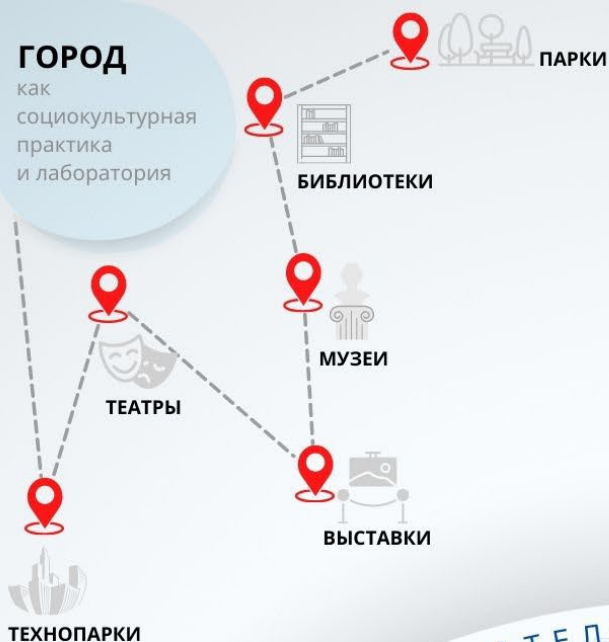 ГОРОД
как
социокультурная
практика
и лаборатория
ПАРКИ
БИБЛИОТЕКИ
МУЗЕИ
ТЕАТРЫ
ВЫСТАВКИ
ТЕХНОПАРКИ